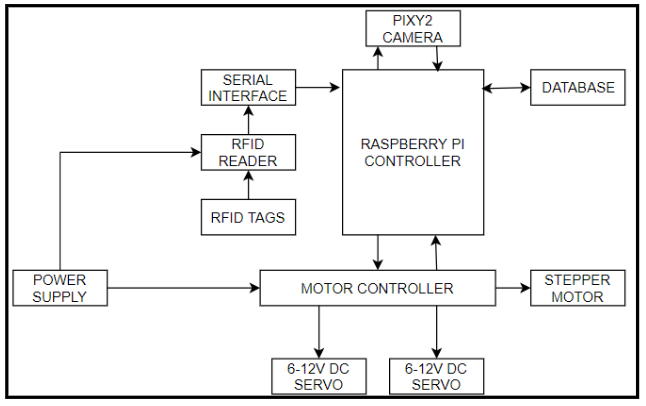 PIXY2
CAMERA
SERIAL
INTERFACE
DATABASE
RFID
READER
RASPBERRY PI
CONTROLLER
RFID TAGS
POWER
SUPPLY
MOTOR CONTROLLER
STEPPER
MOTOR
6-12V DC
SERVO
6-12V DC
SERVO